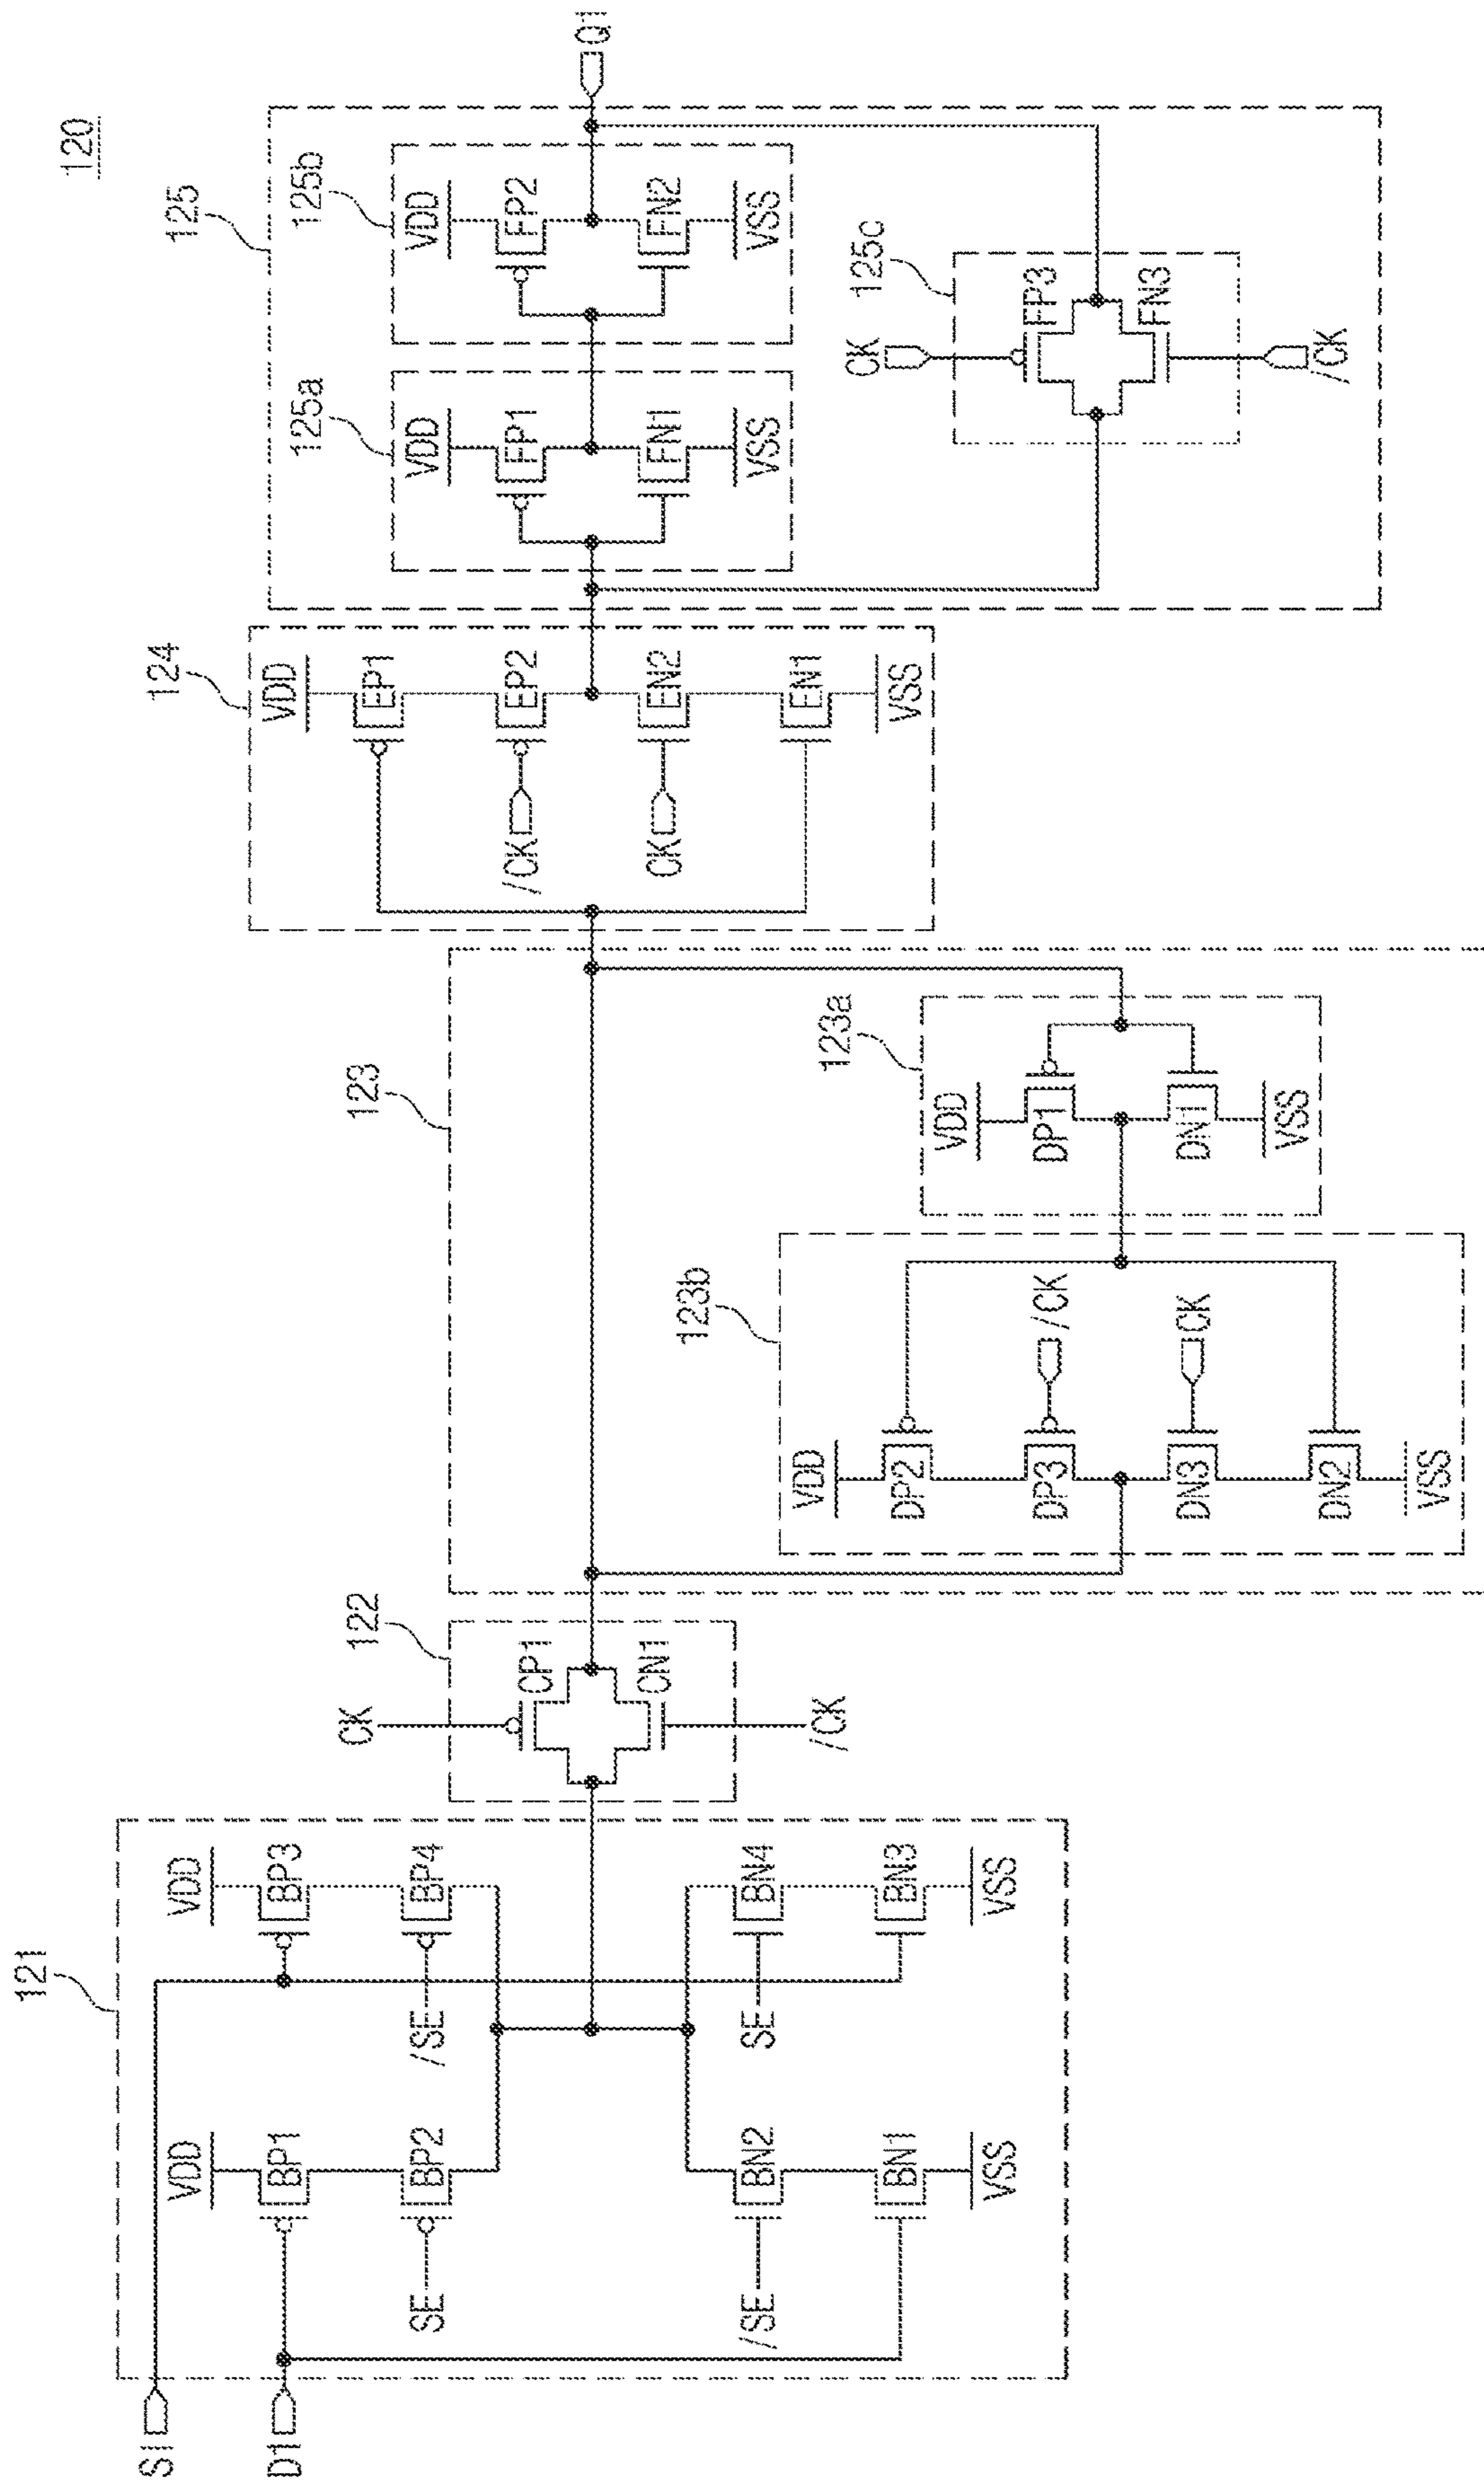 120
SI
D1
121
VDD
BP1
SE
BP2
/SE
BN2
BN1
VSS
VDD
BP3
/SE
BP4
SE
BN4
BN3
VSS
122
CK
CP1
CN1
/CK
123
123b
VDD
DP2
DP3
/CK
DN3
CK
DN2
VSS
123a
VDD
DP1
DN1
VSS
124
VDD
EP1
/CK
EP2
CK
EN2
EN1
VSS
125
125a
VDD
FP1
FN1
VSS
125b
VDD
FP2
FN2
VSS
125c
CK
FP3
FN3
/CK
Q1